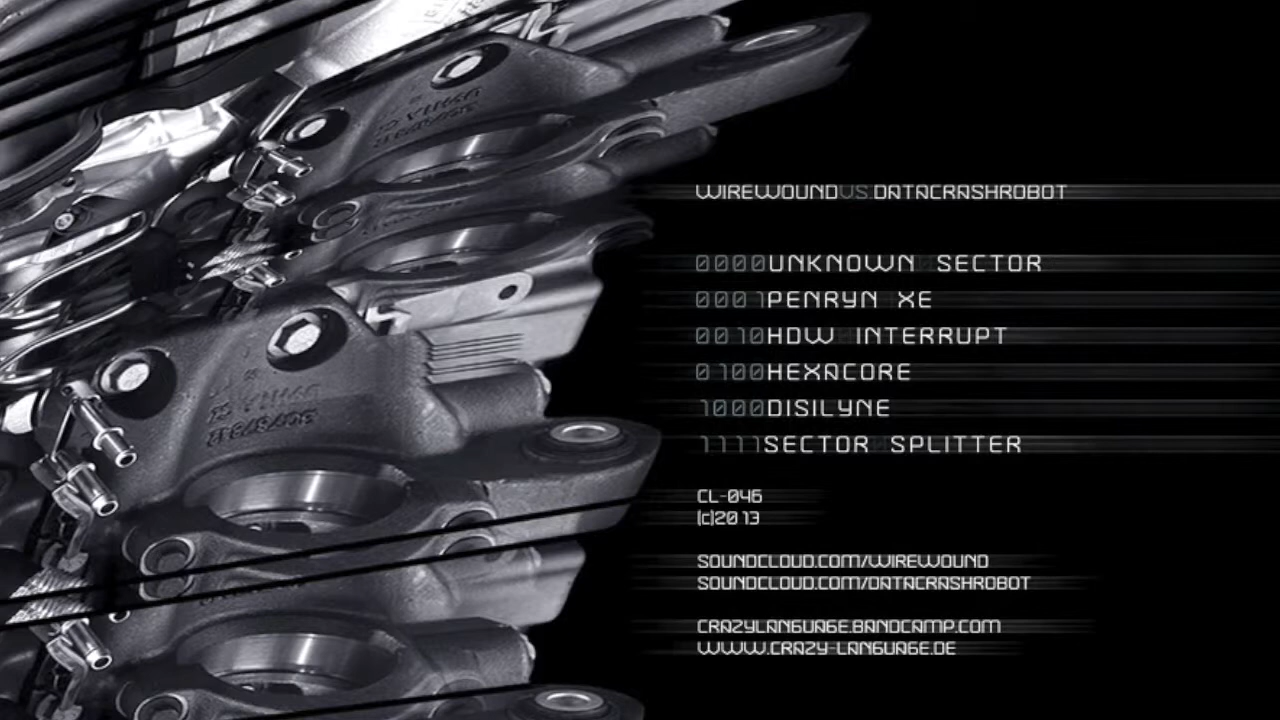 WIREWOUND VS. DATACRASHROBOT
0000 UNKNOWN SECTOR
0001 PENRYN XE
0010 HDW INTERRUPT
0100 HEXACORE
1000 DISILYNE
1111 SECTOR SPLITTER
CL-046
(c)2013
SOUNDCLOUD.COM/WIREWOUND
SOUNDCLOUD.COM/DATACRASHROBOT
CRAZYLANGUAGE.BANDCAMP.COM
WWW.CRAZY-LANGUAGE.DE